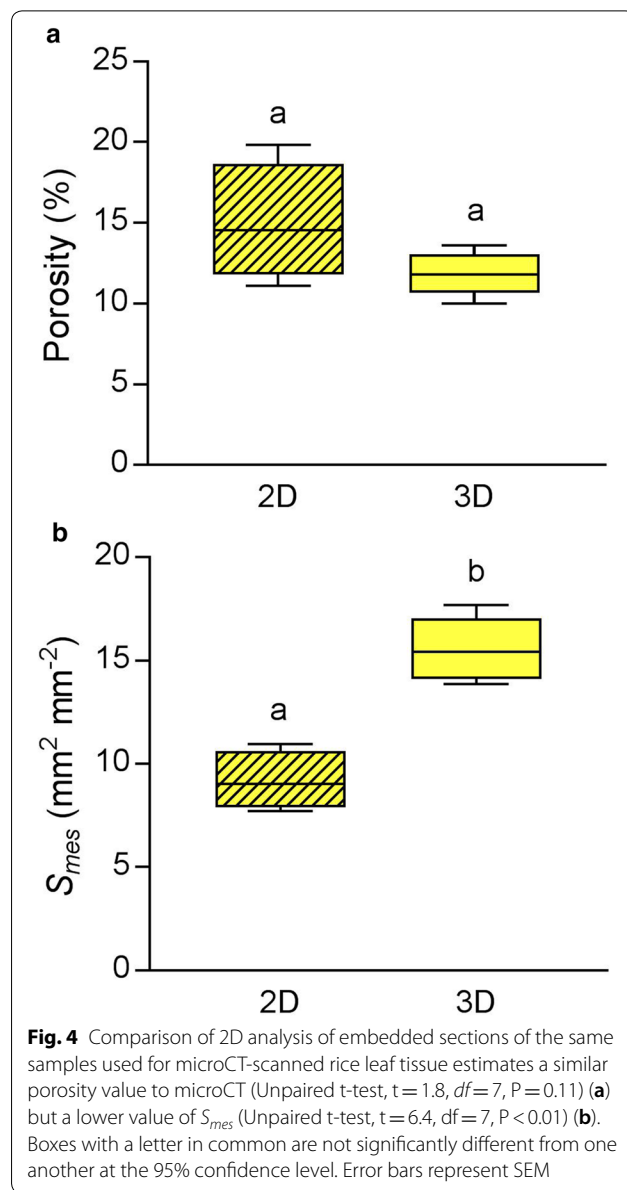 a
25
20
15
10
5
0
Porosity (%)
a
a
2D
3D
b
20
15
10
5
0
S_mes (mm² mm⁻²)
a
b
2D
3D
Fig. 4 Comparison of 2D analysis of embedded sections of the same
samples used for microCT-scanned rice leaf tissue estimates a similar
porosity value to microCT (Unpaired t-test, t = 1.8, df = 7, P = 0.11) (a)
but a lower value of S_mes (Unpaired t-test, t = 6.4, df = 7, P < 0.01) (b).
Boxes with a letter in common are not significantly different from one
another at the 95% confidence level. Error bars represent SEM